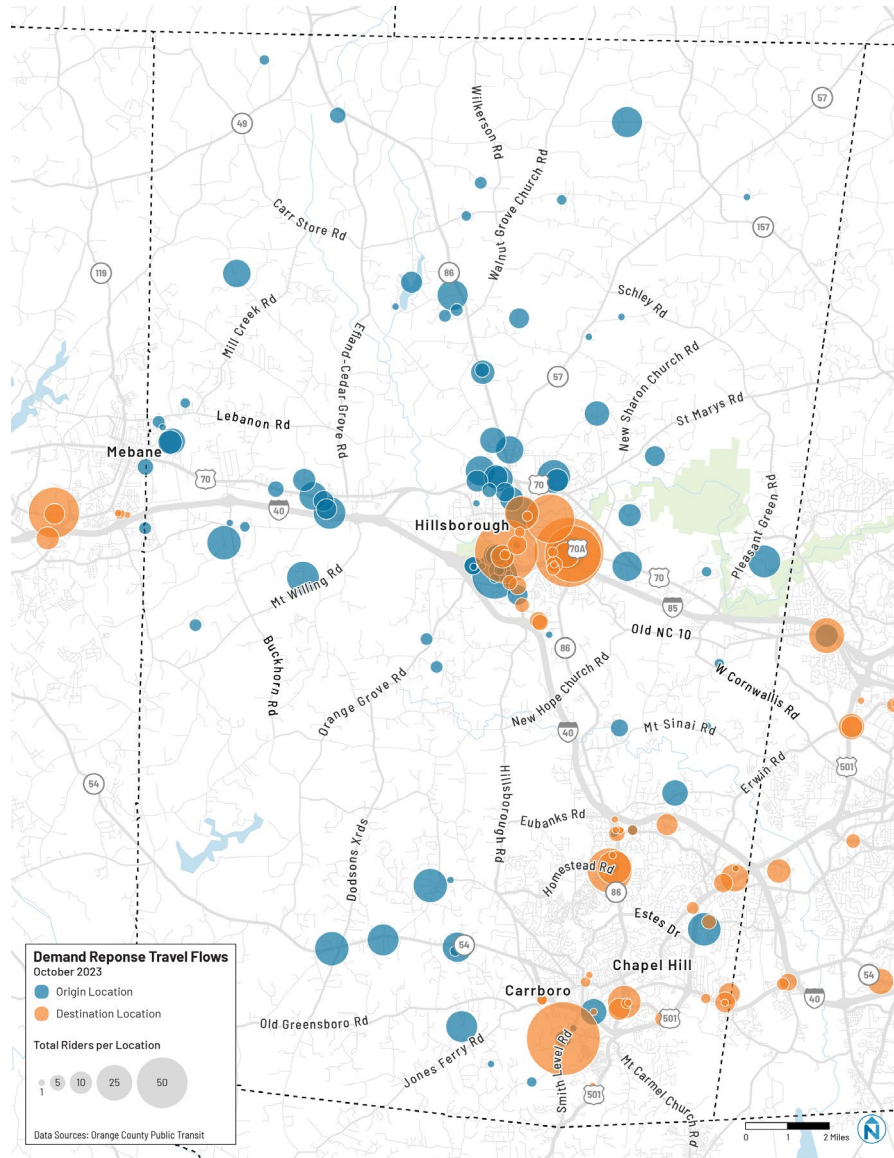 57
49
Wilkerson Rd
Walnut Grove Church Rd
Carr Store Rd
157
119
86
Mill Creek Rd
Schley Rd
Efland-Cedar Grove Rd
57
New Sharon Church Rd
St Marys Rd
Lebanon Rd
Mebane
70
70
Pleasant Green Rd
40
Hillsborough
70A
70
Mt Willing Rd
85
Old NC 10
Buckhorn Rd
86
Orange Grove Rd
New Hope Church Rd
W Cornwallis Rd
40
Mt Sinai Rd
Erwin Rd
501
54
Hillsborough Rd
Eubanks Rd
Dodsons Xrds
Homestead Rd
86
Estes Dr
54
Chapel Hill
54
Carrboro
40
Old Greensboro Rd
501
Jones Ferry Rd
Smith Level Rd
Mt Carmel Church Rd
501
Demand Reponse Travel Flows
October 2023
Origin Location
Destination Location
Total Riders per Location
1 5 10 25 50
Data Sources: Orange County Public Transit
0 1 2 Miles
N